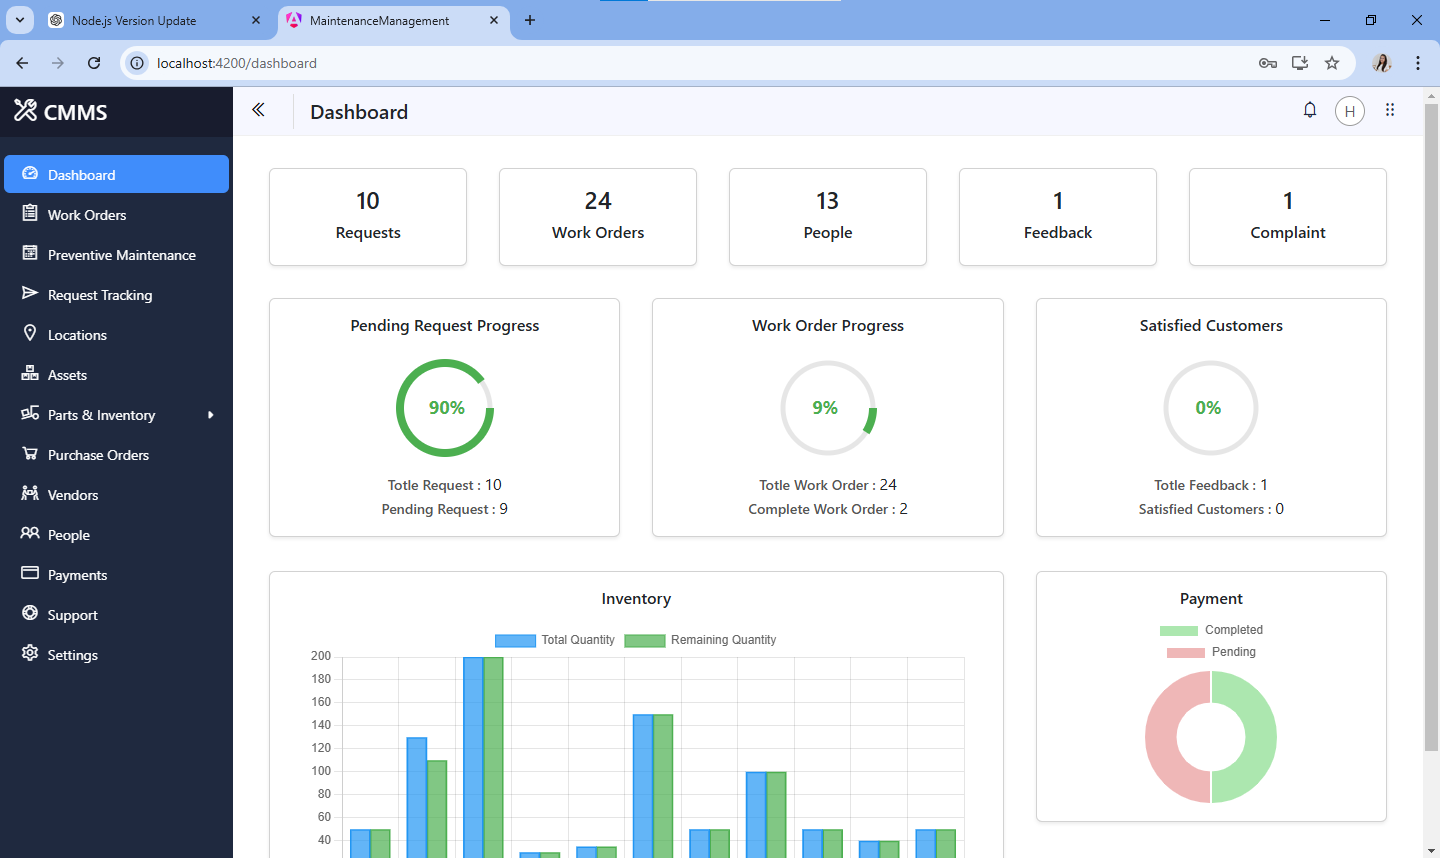 Node.js Version Update
MaintenanceManagement
localhost:4200/dashboard
CMMS
Dashboard
Work Orders
Preventive Maintenance
Request Tracking
Locations
Assets
Parts & Inventory
Purchase Orders
Vendors
People
Payments
Support
Settings
Dashboard
H
10
Requests
24
Work Orders
13
People
1
Feedback
1
Complaint
Pending Request Progress
90%
Totle Request : 10
Pending Request : 9
Work Order Progress
9%
Totle Work Order : 24
Complete Work Order : 2
Satisfied Customers
0%
Totle Feedback : 1
Satisfied Customers : 0
Inventory
Total Quantity Remaining Quantity
200
180
160
140
120
100
80
60
40
Payment
Completed
Pending